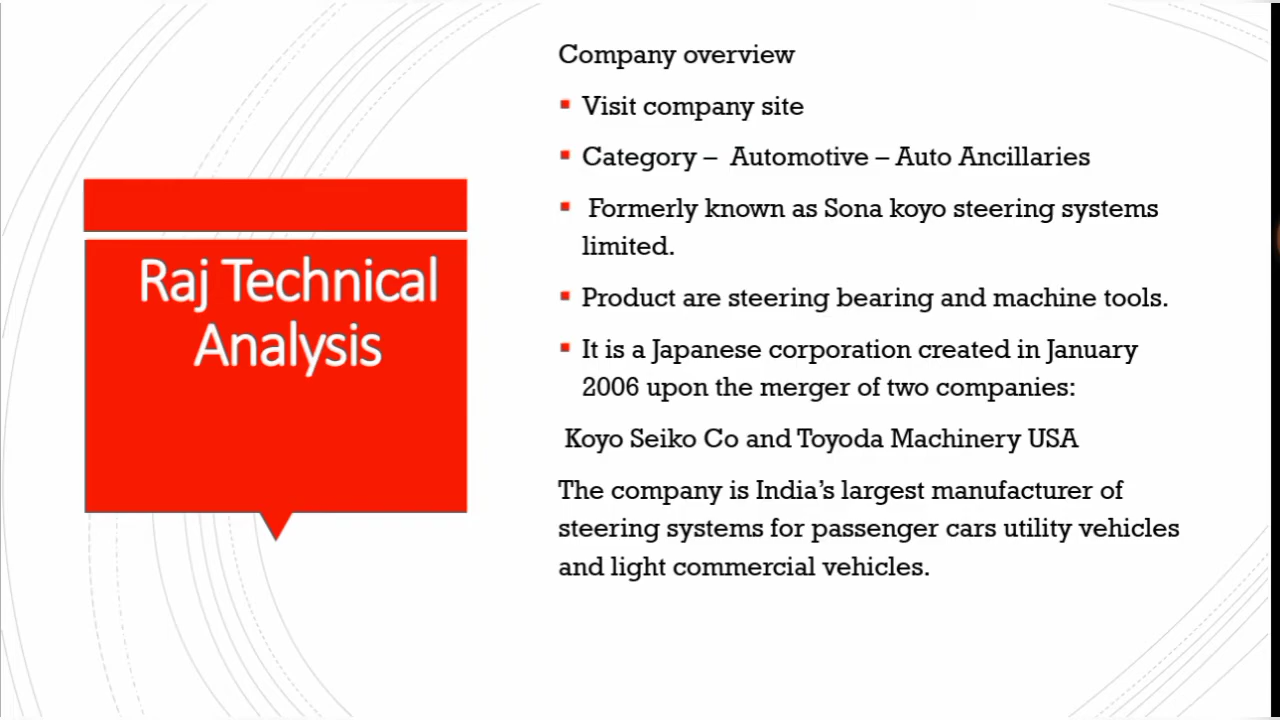 Raj Technical
Analysis
Company overview
▪ Visit company site
▪ Category – Automotive – Auto Ancillaries
▪ Formerly known as Sona koyo steering systems
limited.
▪ Product are steering bearing and machine tools.
▪ It is a Japanese corporation created in January
2006 upon the merger of two companies:
Koyo Seiko Co and Toyoda Machinery USA
The company is India’s largest manufacturer of
steering systems for passenger cars utility vehicles
and light commercial vehicles.